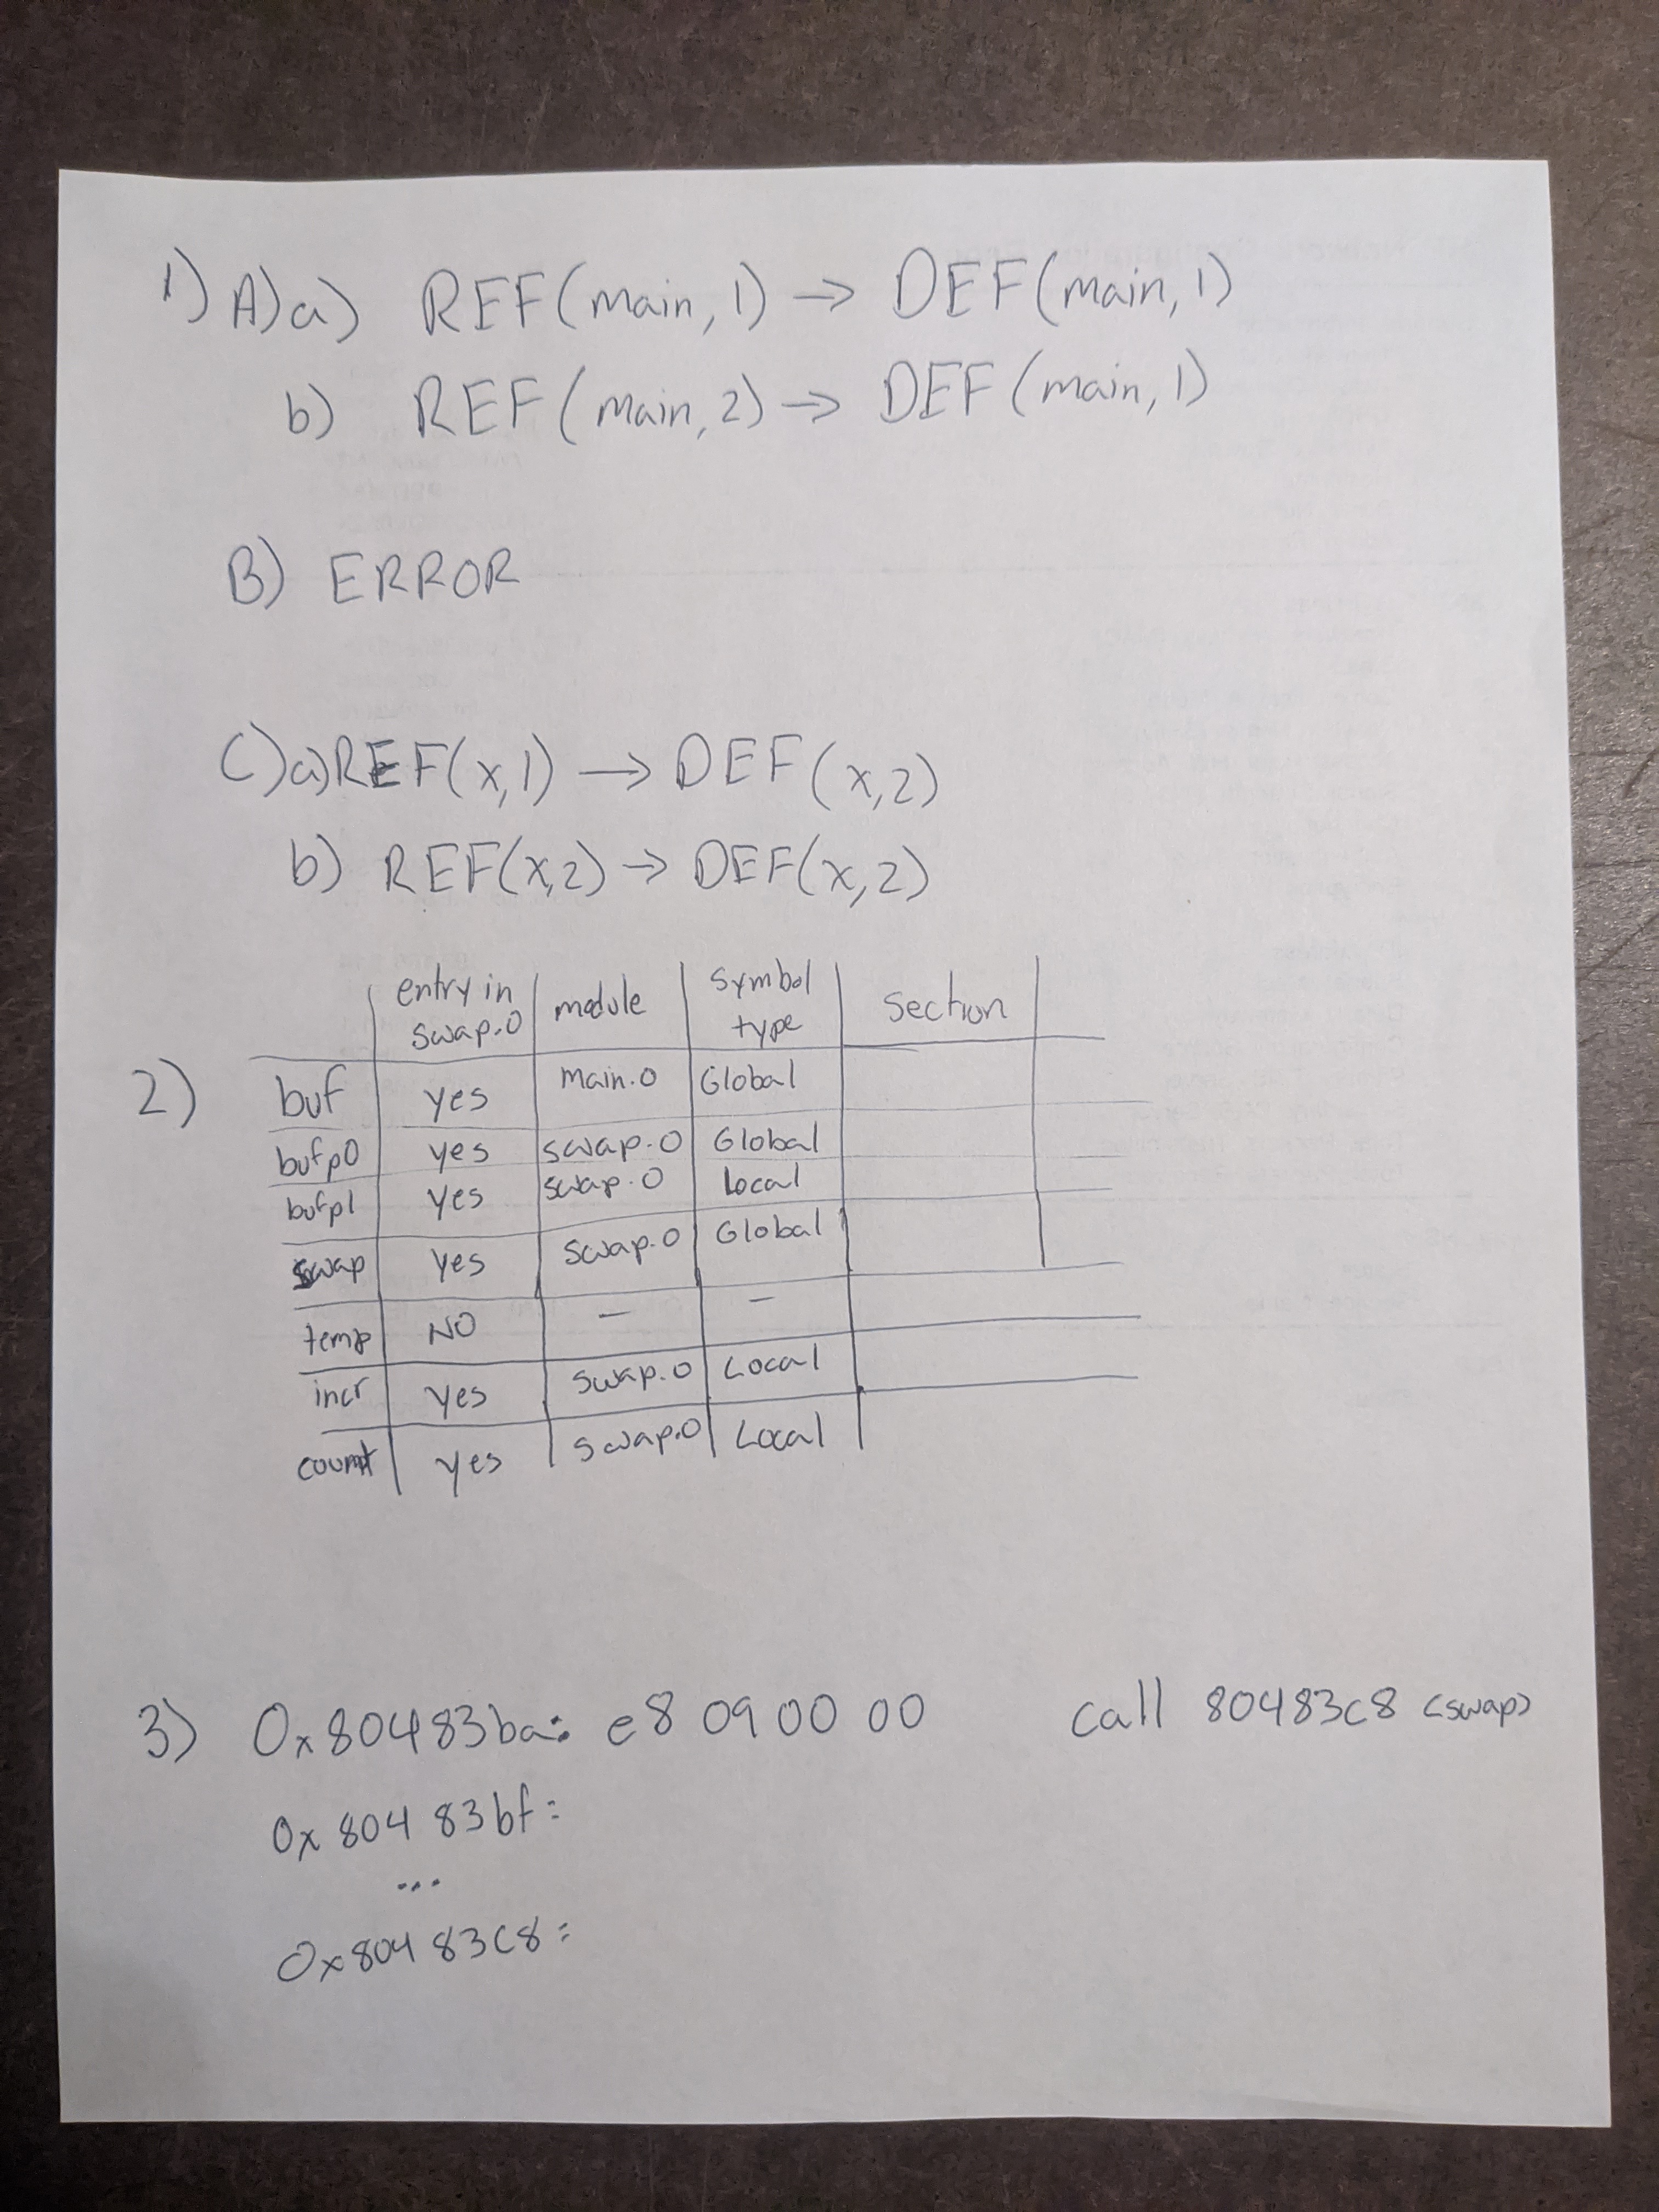 1) A) a) REF(main, 1) → DEF(main, 1)
b) REF(main, 2) → DEF(main, 1)
B) ERROR
C) a) REF(x, 1) → DEF(x, 2)
b) REF(x, 2) → DEF(x, 2)
2) entry in swap.o module symbol type section
buf yes main.o Global
bufp0 yes swap.o Global
bufp1 yes swap.o Local
swap yes swap.o Global
temp NO — —
incr yes swap.o Local
count yes swap.o Local
3) 0x80483ba: e8 09 00 00 call 80483c8 <swap>
0x80483bf:
...
0x80483c8: